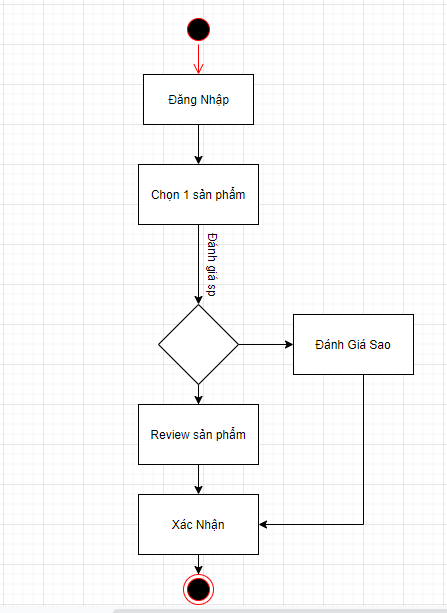 Đăng Nhập
Chọn 1 sản phẩm
Đánh giá sp
Đánh Giá Sao
Review sản phẩm
Xác Nhận